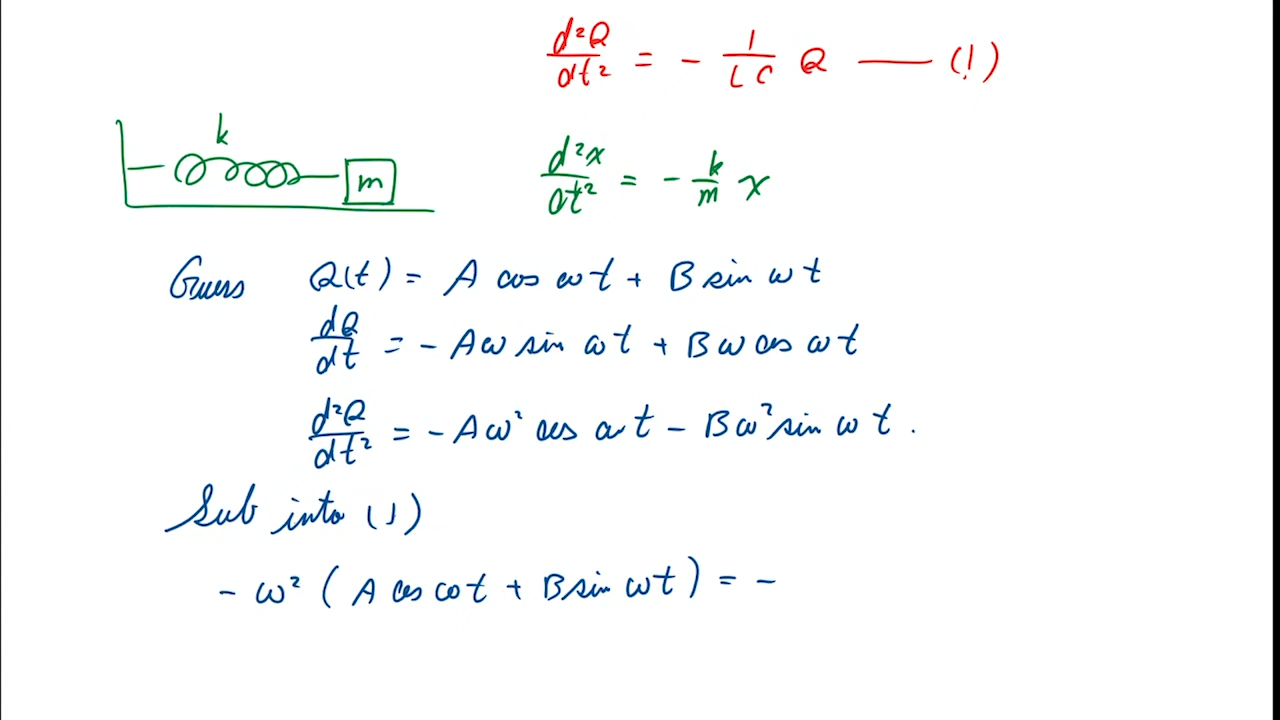 d²Q/dt² = - 1/LC Q —— (1)
k
m
d²x/dt² = - k/m x
Guess Q(t) = A cos ωt + B sin ωt
dQ/dt = - Aω sin ωt + Bω cos ωt
d²Q/dt² = - Aω² cos ωt - Bω² sin ωt .
Sub into (1)
- ω² ( A cos ωt + B sin ωt ) = -